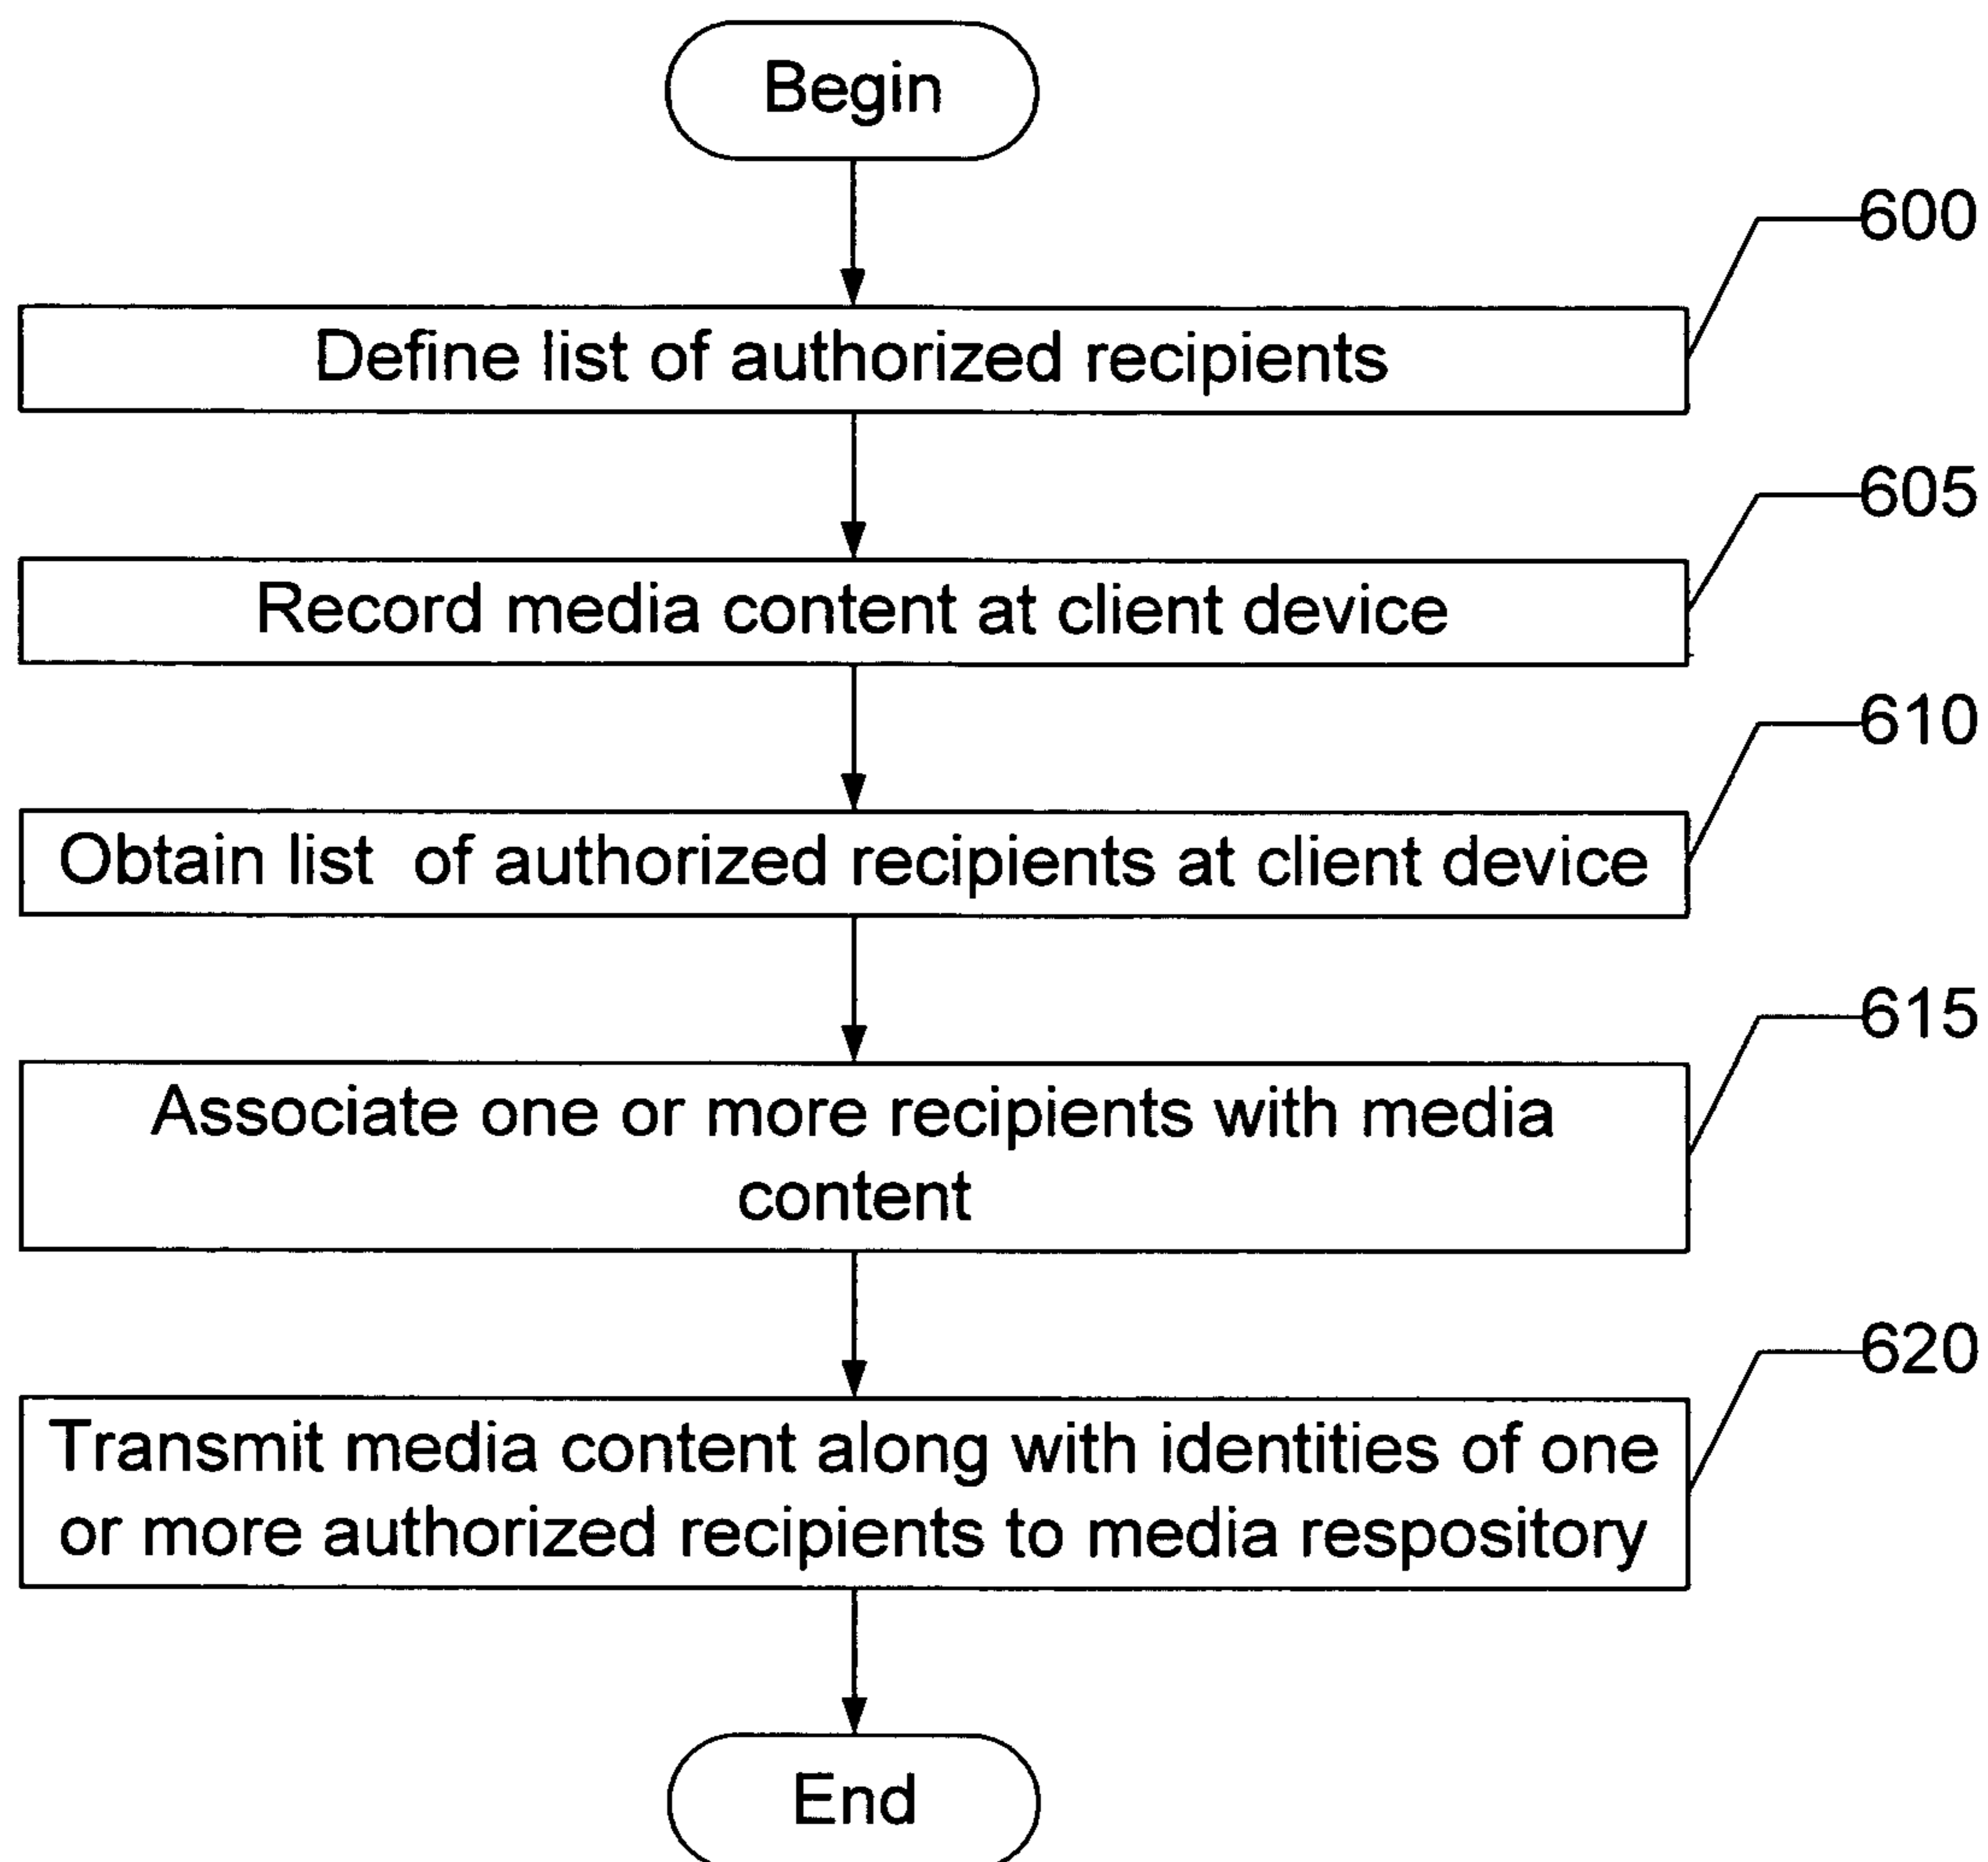 Begin
600
Define list of authorized recipients
605
Record media content at client device
610
Obtain list of authorized recipients at client device
615
Associate one or more recipients with media
content
620
Transmit media content along with identities of one
or more authorized recipients to media respository
End